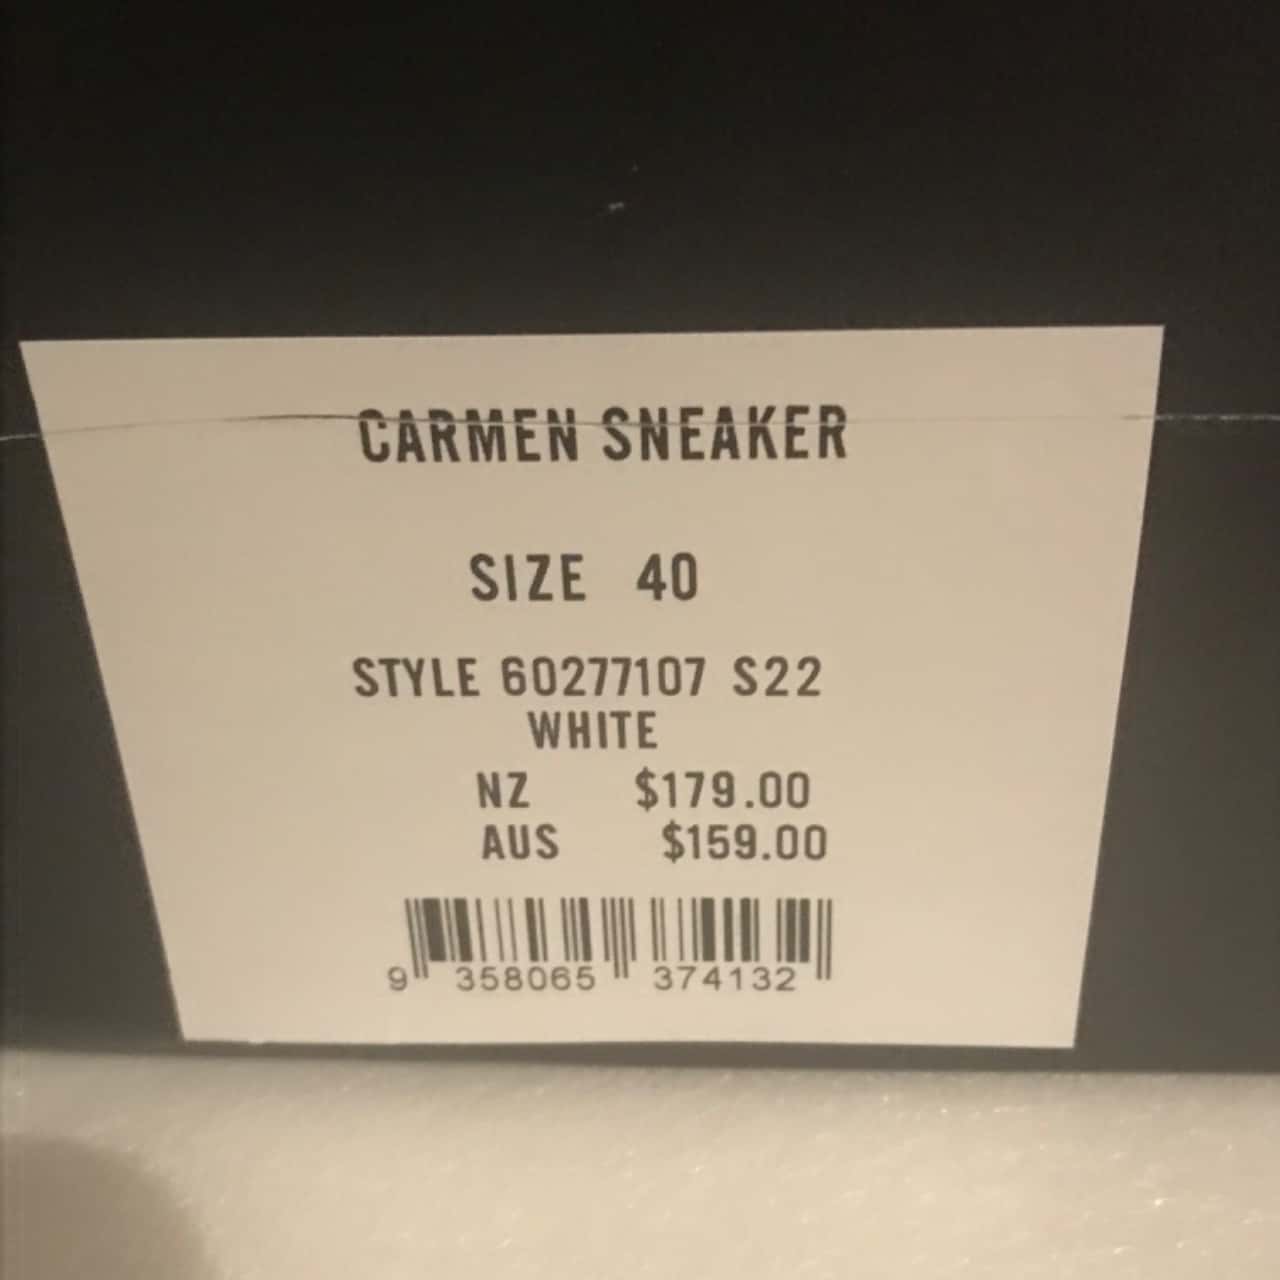 CARMEN SNEAKER
SIZE 40
STYLE 60277107 S22
WHITE
NZ $179.00
AUS $159.00
9 358065 374132